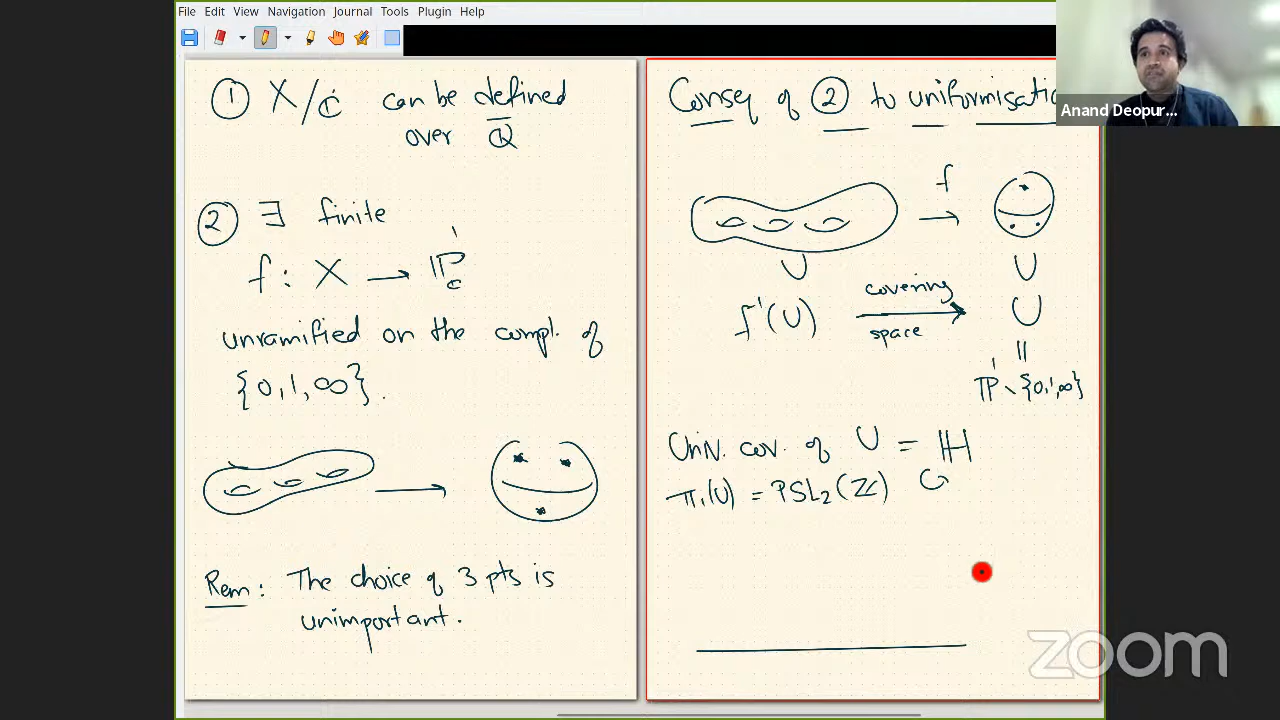 File Edit View Navigation Journal Tools Plugin Help
① X/ℂ can be defined
over ℚ̅
② ∃ finite
f : X → ℙ¹_C
unramified on the compl. of
{0, 1, ∞}.
Rem : The choice of 3 pts is
unimportant.
Conseq of ② to uniformisatio
f
∪ ∪
f⁻¹(U) covering space U
||
ℙ¹ \ {0,1,∞}
Univ. cov. of U = ℍ
π₁(U) = PSL₂(ℤ)
Anand Deopur...
zoom